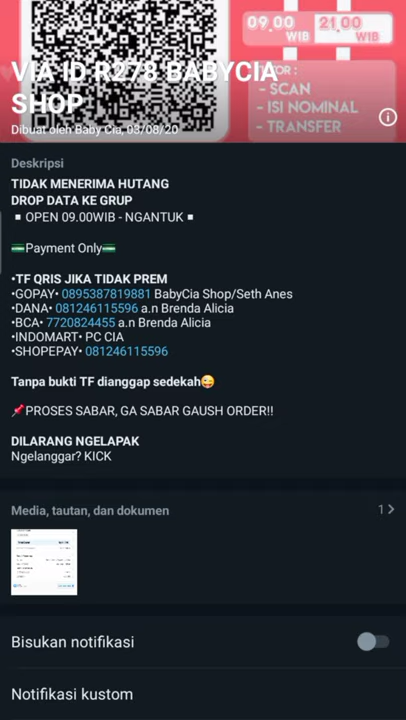 09.00 21.00
WIB WIB
VIA ID R278 BABYCIA
SHOP
TOR :
- SCAN
- ISI NOMINAL
- TRANSFER
Dibuat oleh Baby Cia, 03/08/20
Deskripsi
TIDAK MENERIMA HUTANG
DROP DATA KE GRUP
▪️OPEN 09.00WIB - NGANTUK▪️
💵Payment Only💵
•TF QRIS JIKA TIDAK PREM
•GOPAY• 0895387819881 BabyCia Shop/Seth Anes
•DANA• 081246115596 a.n Brenda Alicia
•BCA• 7720824455 a.n Brenda Alicia
•INDOMART• PC CIA
•SHOPEPAY• 081246115596
Tanpa bukti TF dianggap sedekah😜
📌PROSES SABAR, GA SABAR GAUSH ORDER!!
DILARANG NGELAPAK
Ngelanggar? KICK
Media, tautan, dan dokumen
1
Bisukan notifikasi
Notifikasi kustom